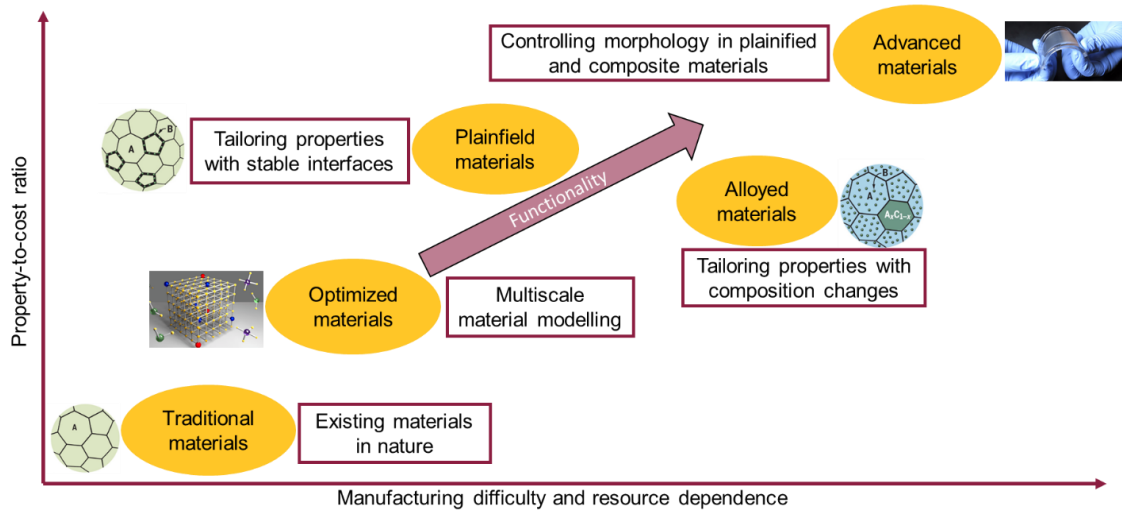 Controlling morphology in plainified
and composite materials
Advanced
materials
B
A
Tailoring properties
with stable interfaces
Plainfield
materials
Functionality
Alloyed
materials
B
A
AxC1-x
Tailoring properties with
composition changes
Optimized
materials
Multiscale
material modelling
A
Traditional
materials
Existing materials
in nature
Property-to-cost ratio
Manufacturing difficulty and resource dependence